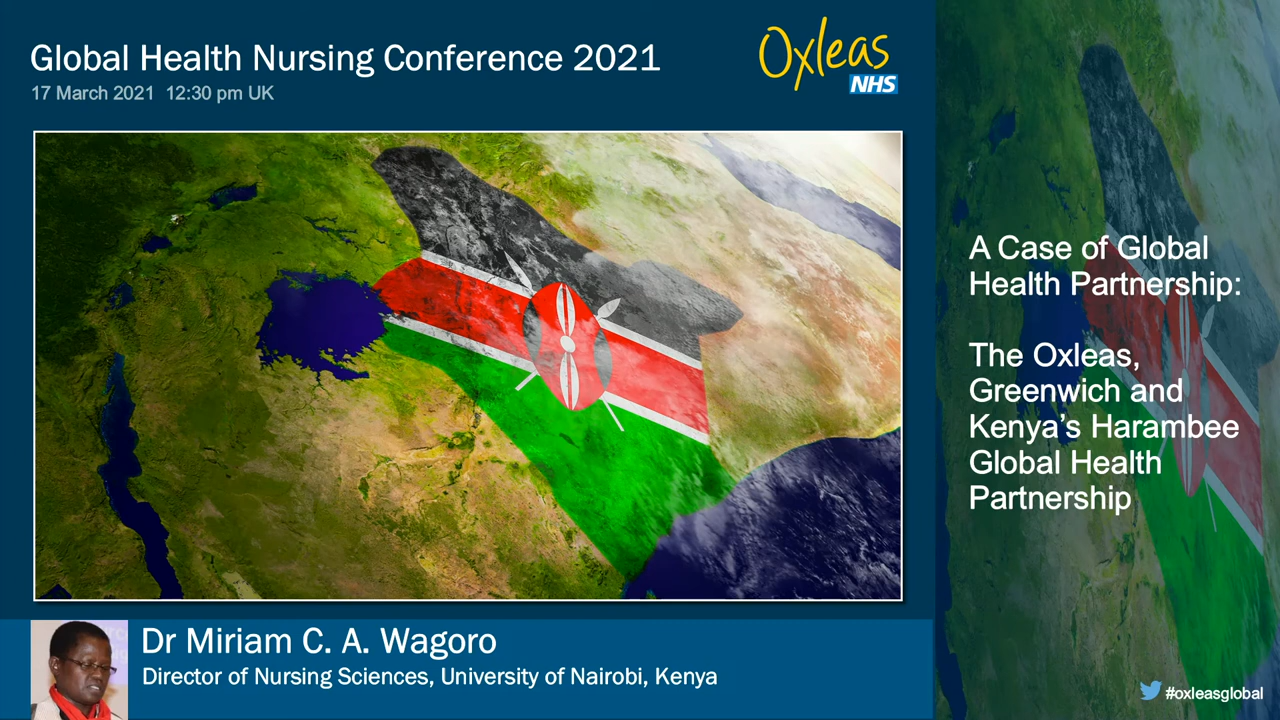 Global Health Nursing Conference 2021
17 March 2021 12:30 pm UK
Oxleas
NHS
A Case of Global
Health Partnership:
The Oxleas,
Greenwich and
Kenya's Harambee
Global Health
Partnership
Dr Miriam C. A. Wagoro
Director of Nursing Sciences, University of Nairobi, Kenya
#oxleasglobal